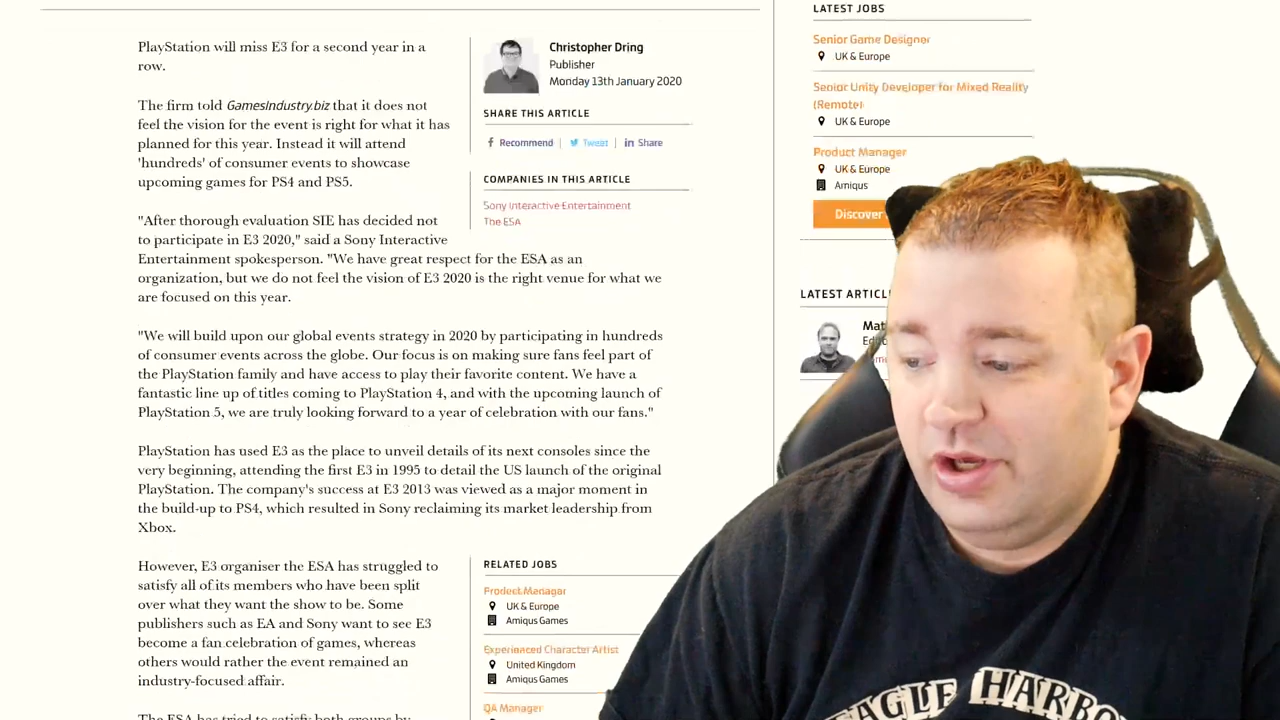 PlayStation will miss E3 for a second year in a
row.
The firm told GamesIndustry.biz that it does not
feel the vision for the event is right for what it has
planned for this year. Instead it will attend
'hundreds' of consumer events to showcase
upcoming games for PS4 and PS5.
"After thorough evaluation SIE has decided not
to participate in E3 2020," said a Sony Interactive
Entertainment spokesperson. "We have great respect for the ESA as an
organization, but we do not feel the vision of E3 2020 is the right venue for what we
are focused on this year.
"We will build upon our global events strategy in 2020 by participating in hundreds
of consumer events across the globe. Our focus is on making sure fans feel part of
the PlayStation family and have access to play their favorite content. We have a
fantastic line up of titles coming to PlayStation 4, and with the upcoming launch of
PlayStation 5, we are truly looking forward to a year of celebration with our fans."
PlayStation has used E3 as the place to unveil details of its next consoles since the
very beginning, attending the first E3 in 1995 to detail the US launch of the original
PlayStation. The company's success at E3 2013 was viewed as a major moment in
the build-up to PS4, which resulted in Sony reclaiming its market leadership from
Xbox.
However, E3 organiser the ESA has struggled to
satisfy all of its members who have been split
over what they want the show to be. Some
publishers such as EA and Sony want to see E3
become a fan celebration of games, whereas
others would rather the event remained an
industry-focused affair.
The ESA has tried to satisfy both groups by
Christopher Dring
Publisher
Monday 13th January 2020
SHARE THIS ARTICLE
Recommend
Tweet
Share
COMPANIES IN THIS ARTICLE
Sony Interactive Entertainment
The ESA
RELATED JOBS
Product Manager
UK & Europe
Amiqus Games
Experienced Character Artist
United Kingdom
Amiqus Games
QA Manager
LATEST JOBS
Senior Game Designer
UK & Europe
Senior Unity Developer for Mixed Reality
(Remote)
UK & Europe
Product Manager
UK & Europe
Amiqus
Discover
LATEST ARTICL
Mat
EAGLE HARBO